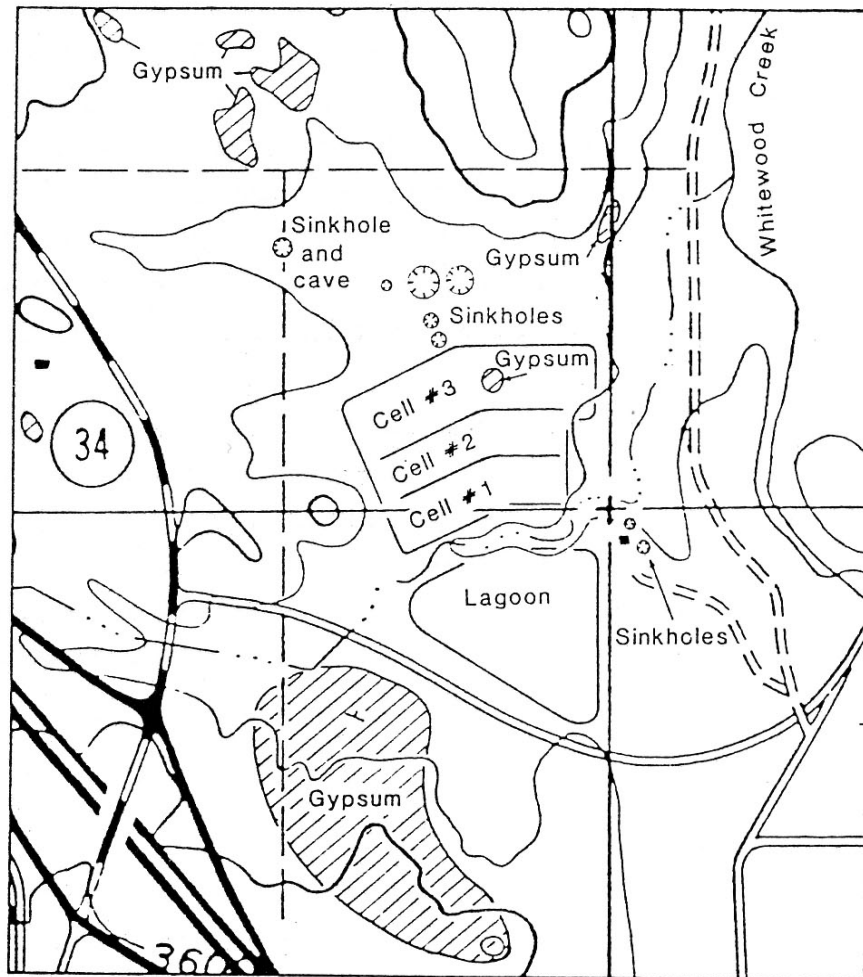 Gypsum
Whitewood Creek
Sinkhole
and
cave
Gypsum
Sinkholes
Gypsum
Cell #3
Cell #2
Cell #1
34
Lagoon
Sinkholes
Gypsum
360